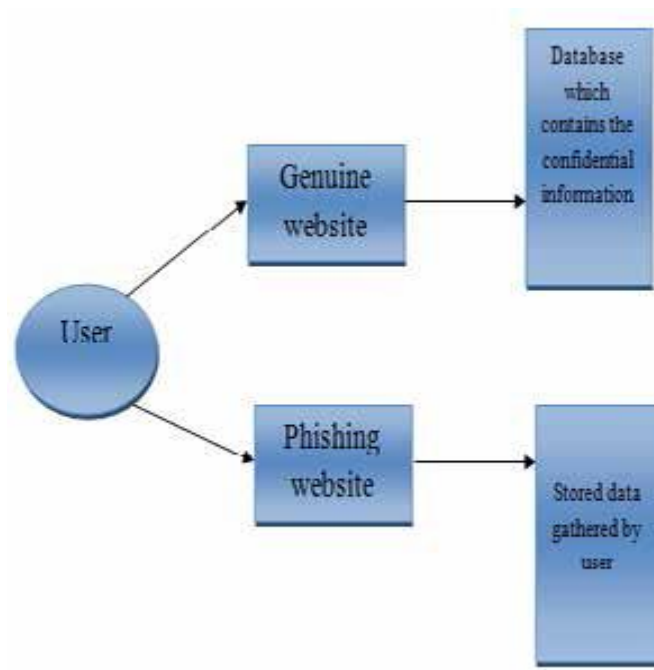 Database
which
contains the
confidential
information
Genuine
website
User
Phishing
website
Stored data
gathered by
user